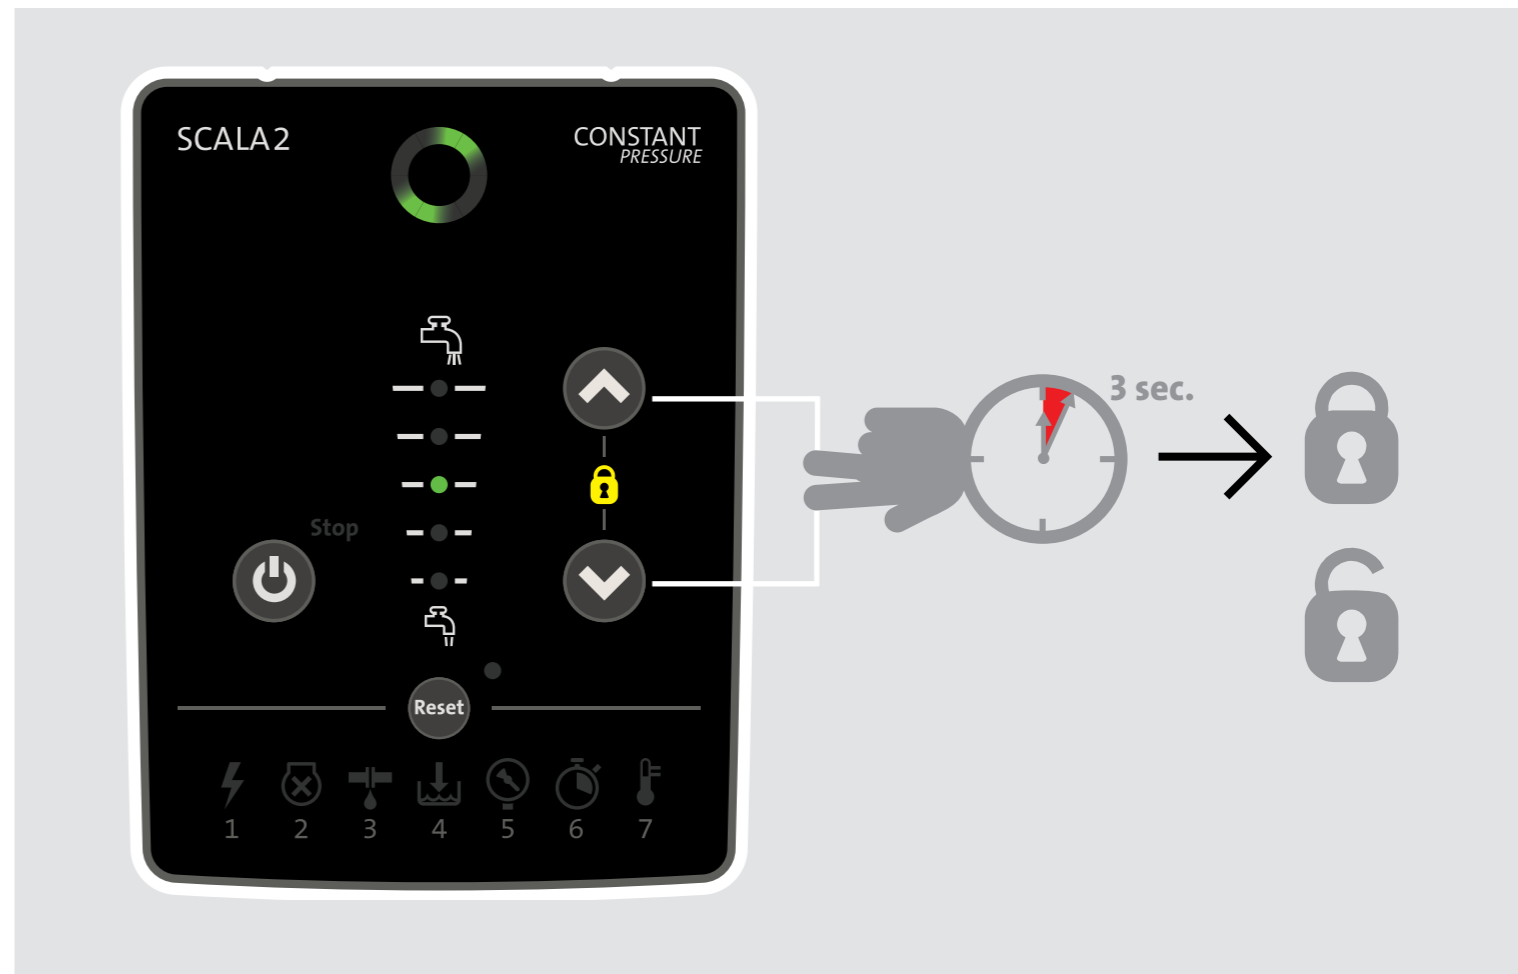 SCALA2
CONSTANT
PRESSURE
3 sec.
Stop
Reset
1 2 3 4 5 6 7